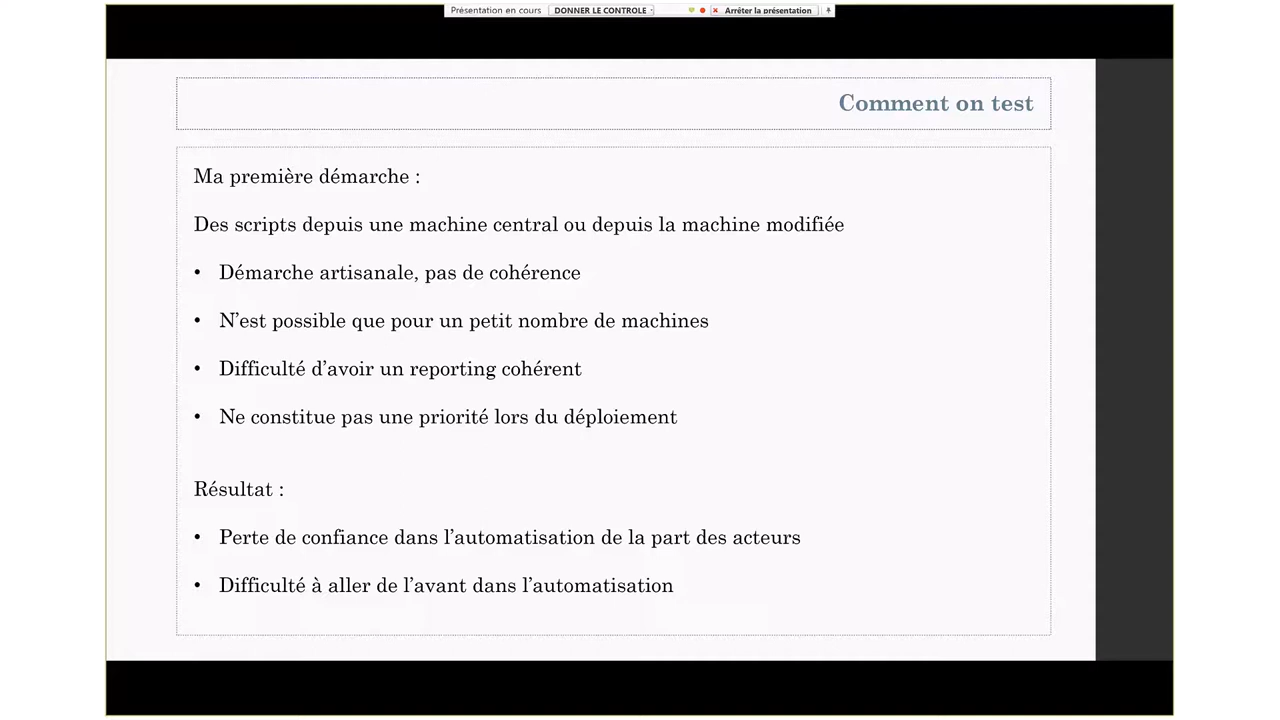 Présentation en cours DONNER LE CONTROLE Arrêter la présentation
Comment on test
Ma première démarche :
Des scripts depuis une machine central ou depuis la machine modifiée
• Démarche artisanale, pas de cohérence
• N’est possible que pour un petit nombre de machines
• Difficulté d’avoir un reporting cohérent
• Ne constitue pas une priorité lors du déploiement
Résultat :
• Perte de confiance dans l’automatisation de la part des acteurs
• Difficulté à aller de l’avant dans l’automatisation